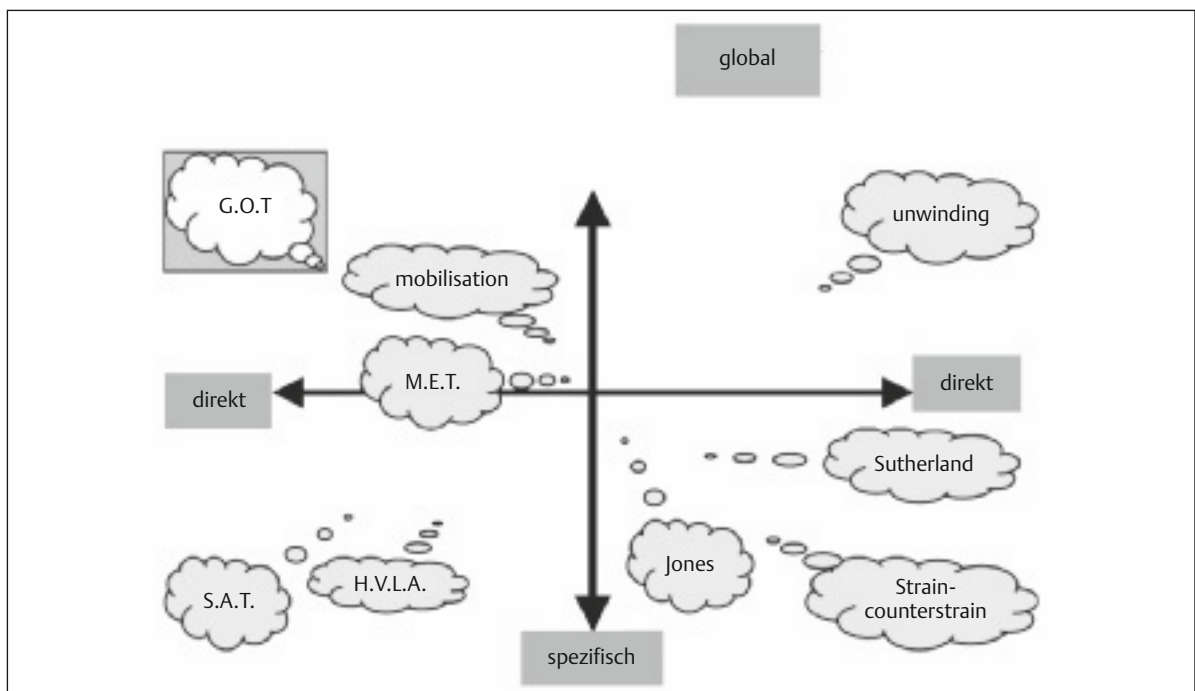 global
G.O.T
unwinding
mobilisation
direkt
M.E.T.
direkt
Sutherland
S.A.T.
H.V.L.A.
Jones
Strain-
counterstrain
spezifisch